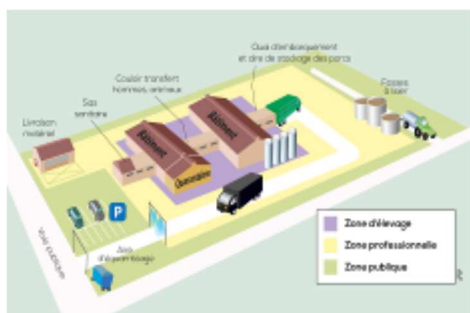 Quai d'embarquement
et aire de stockage des porcs
Couloir transfert
hommes, animaux
Fosses
à lisier
Sas
sanitaire
Livraison
matériel
Bâtiment
Bâtiment
Quarantaine
P
Aire
d'équarrissage
Voie publique
Zone d'élevage
Zone professionnelle
Zone publique